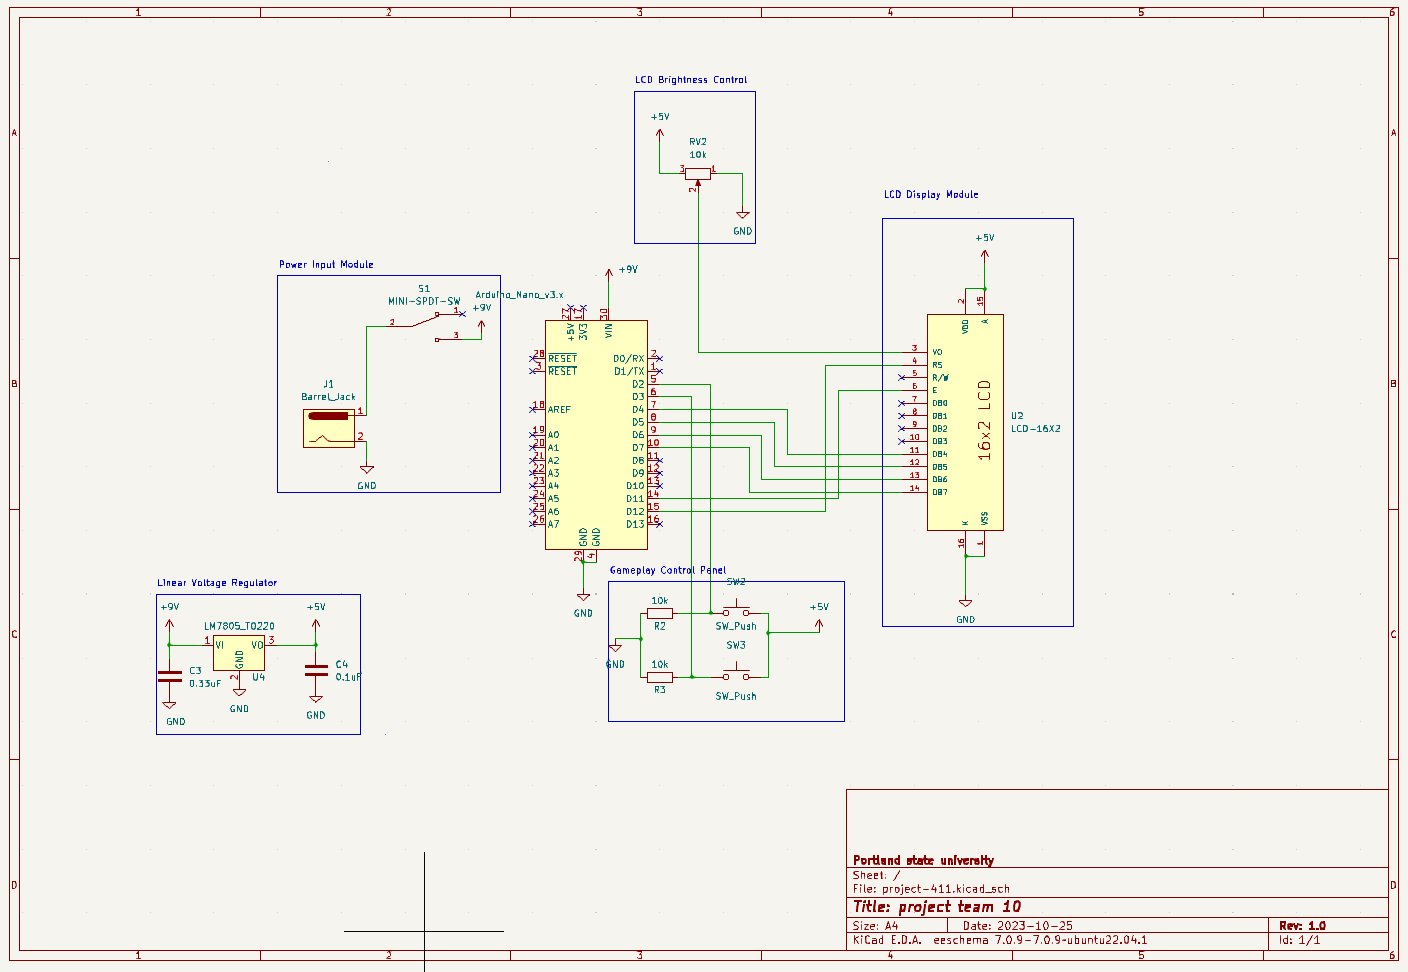 1 2 3 4 5 6
A
B
C
D
A
B
C
D
LCD Brightness Control
+5V
RV2
10k
3 1
2
GND
LCD Display Module
+5V
2 15
VDD A
3 VO
4 RS
5 R/W
6 E
7 DB0
8 DB1
9 DB2
10 DB3
11 DB4
12 DB5
13 DB6
14 DB7
16x2 LCD
U2
LCD-16X2
K VSS
16 1
GND
Power Input Module
S1
MINI-SPDT-SW
+9V
2 1
3
J1
Barrel_Jack
1
2
GND
Arduino_Nano_v3.x
+9V
27 17 30
+5V 3V3 VIN
28 RESET
3 RESET
18 AREF
19 A0
20 A1
21 A2
22 A3
23 A4
24 A5
25 A6
26 A7
D0/RX 2
D1/TX 1
D2 5
D3 6
D4 7
D5 8
D6 9
D7 10
D8 11
D9 12
D10 13
D11 14
D12 15
D13 16
GND GND
29 4
GND
Linear Voltage Regulator
+9V
+5V
LM7805_TO220
1 VI VO 3
GND
2
U4
C3
0.33uF
C4
0.1uF
GND
GND
GND
Gameplay Control Panel
SW2
10k
R2
SW_Push
+5V
SW3
GND
10k
R3
SW_Push
Portland state university
Sheet: /
File: project-411.kicad_sch
Title: project team 10
Size: A4 Date: 2023-10-25 Rev: 1.0
KiCad E.D.A. eeschema 7.0.9-7.0.9~ubuntu22.04.1 Id: 1/1
1 2 3 4 5 6